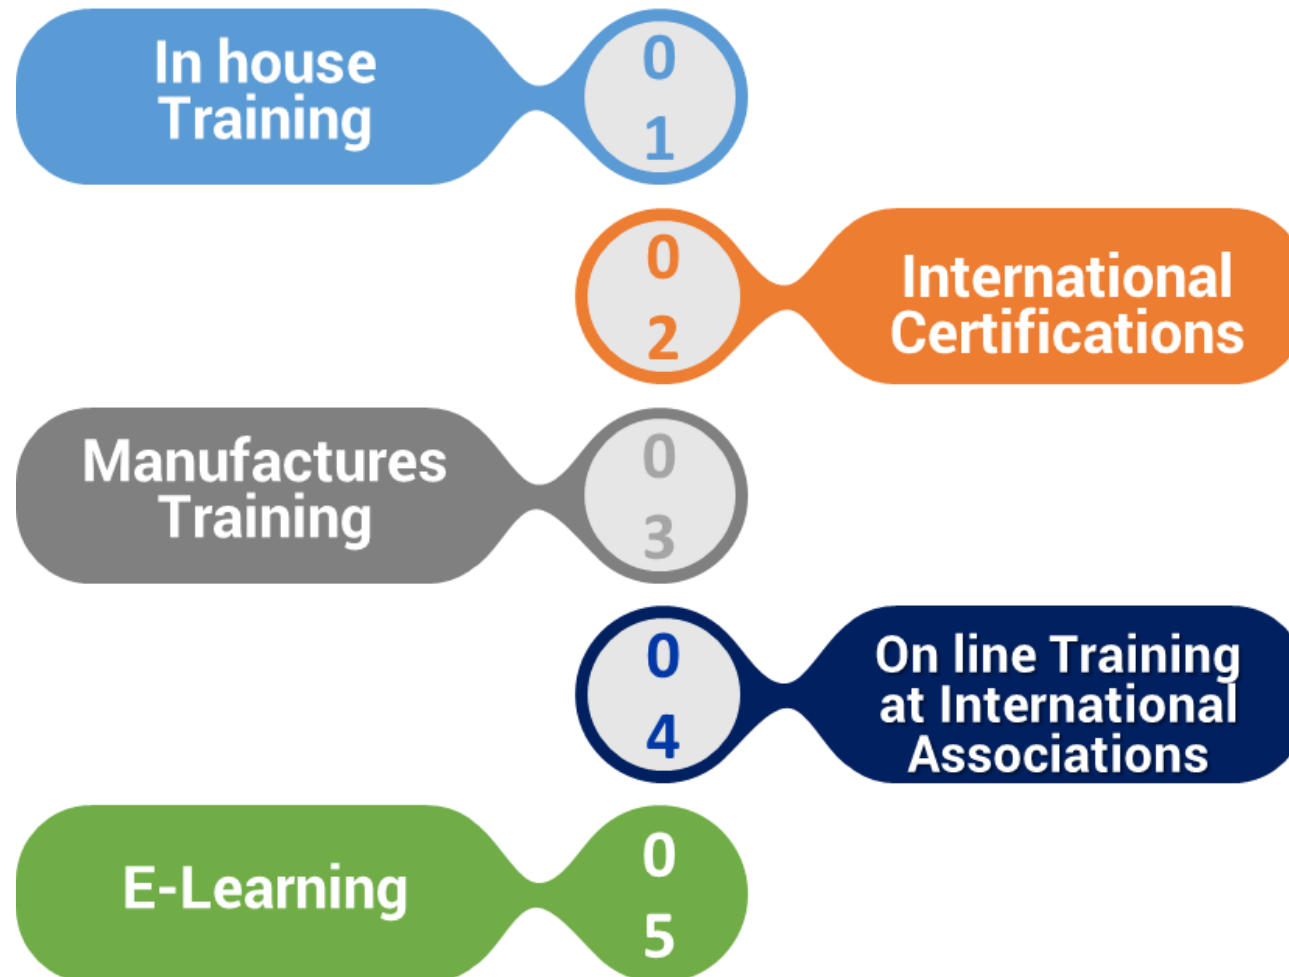 In house
Training
0
1
0
2
International
Certifications
Manufactures
Training
0
3
0
4
On line Training
at International
Associations
E-Learning
0
5